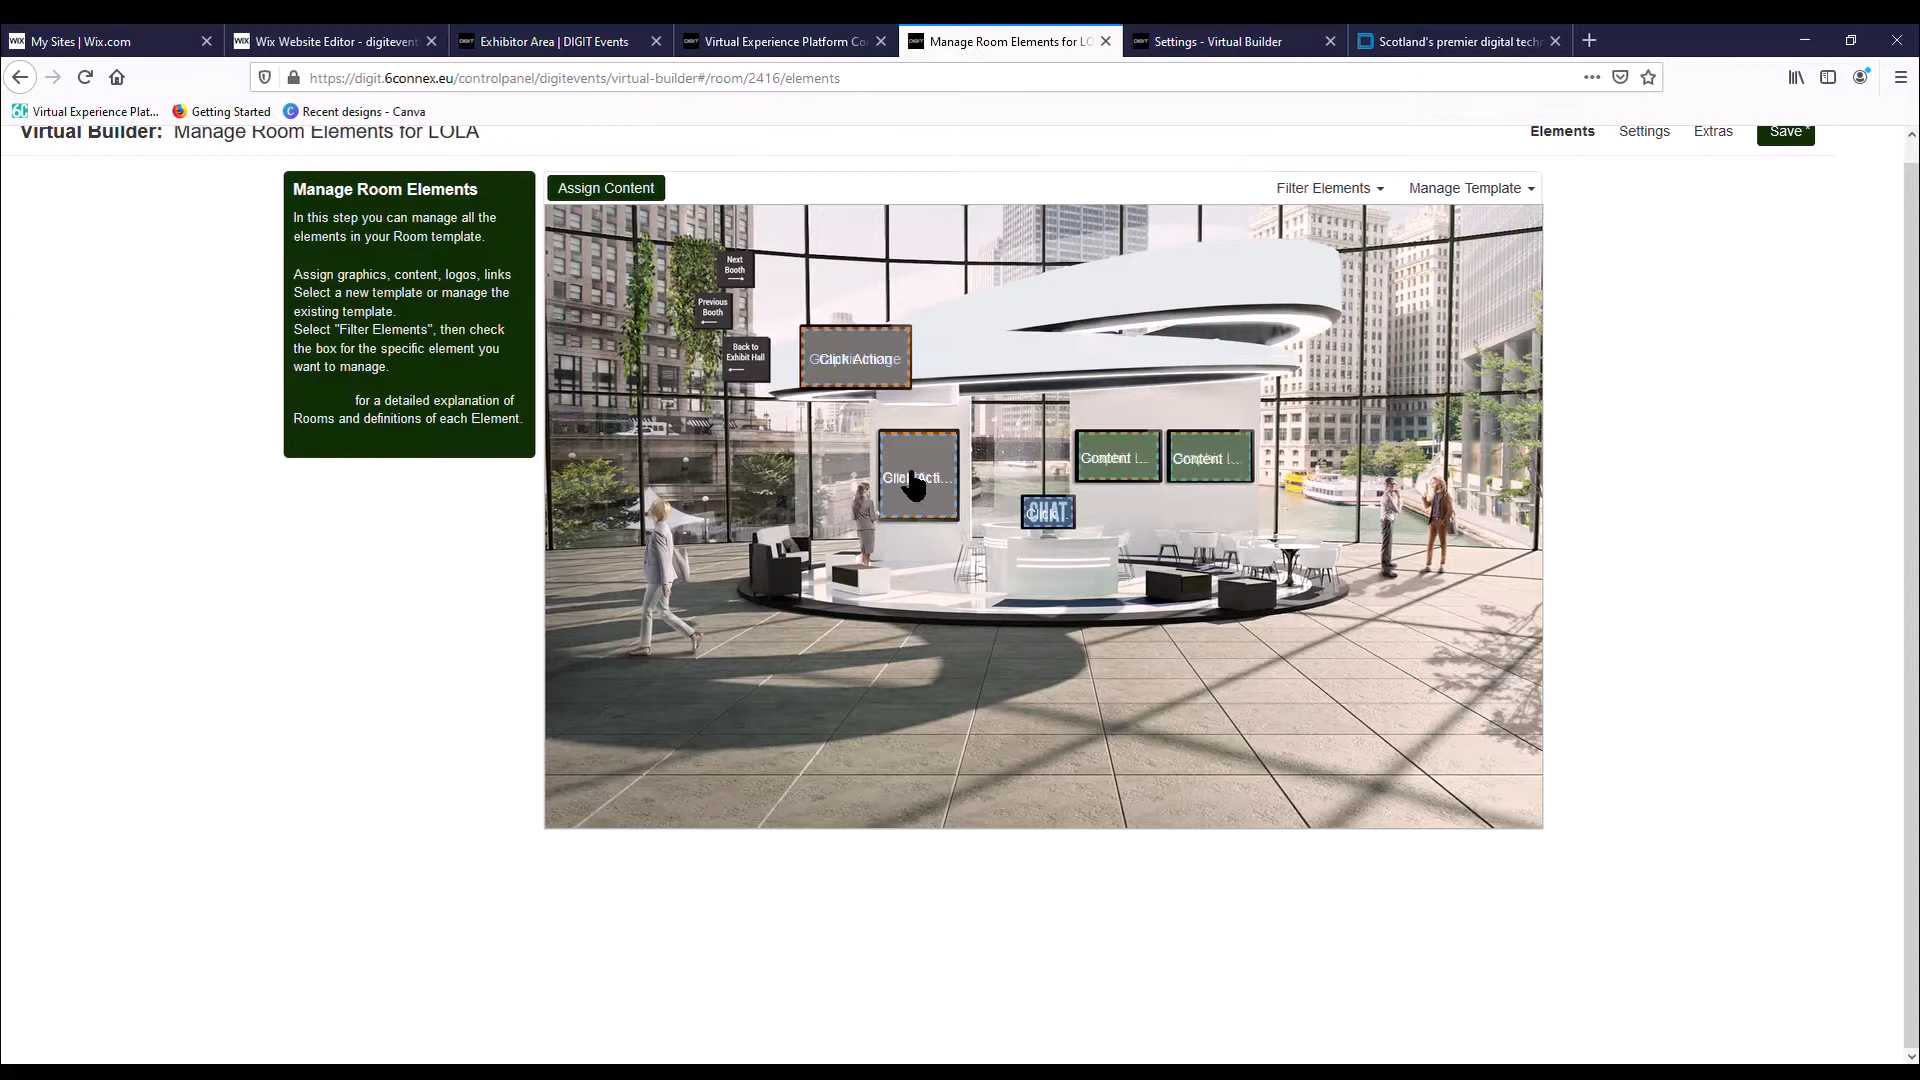 My Sites | Wix.com
Wix Website Editor - digitevent
Exhibitor Area | DIGIT Events
Virtual Experience Platform Co
Manage Room Elements for LO
Settings - Virtual Builder
Scotland's premier digital tech
https://digit.6connex.eu/controlpanel/digitevents/virtual-builder#/room/2416/elements
Virtual Experience Plat...
Getting Started
Recent designs - Canva
Virtual Builder: Manage Room Elements for LOLA
Elements
Settings
Extras
Save *
Manage Room Elements
In this step you can manage all the
elements in your Room template.
Assign graphics, content, logos, links
Select a new template or manage the
existing template.
Select "Filter Elements", then check
the box for the specific element you
want to manage.
for a detailed explanation of
Rooms and definitions of each Element.
Assign Content
Filter Elements
Manage Template
Next
Booth
Previous
Booth
Back to
Exhibit Hall
Click Action
Click Acti...
Content I...
Content I...
CHAT
Click